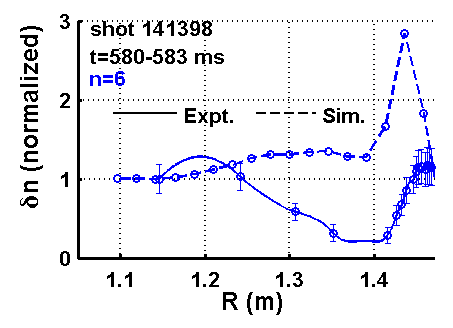 shot 141398
t=580-583 ms
n=6
Expt. Sim.
δn (normalized)
3
2
1
0
1.1 1.2 1.3 1.4
R (m)